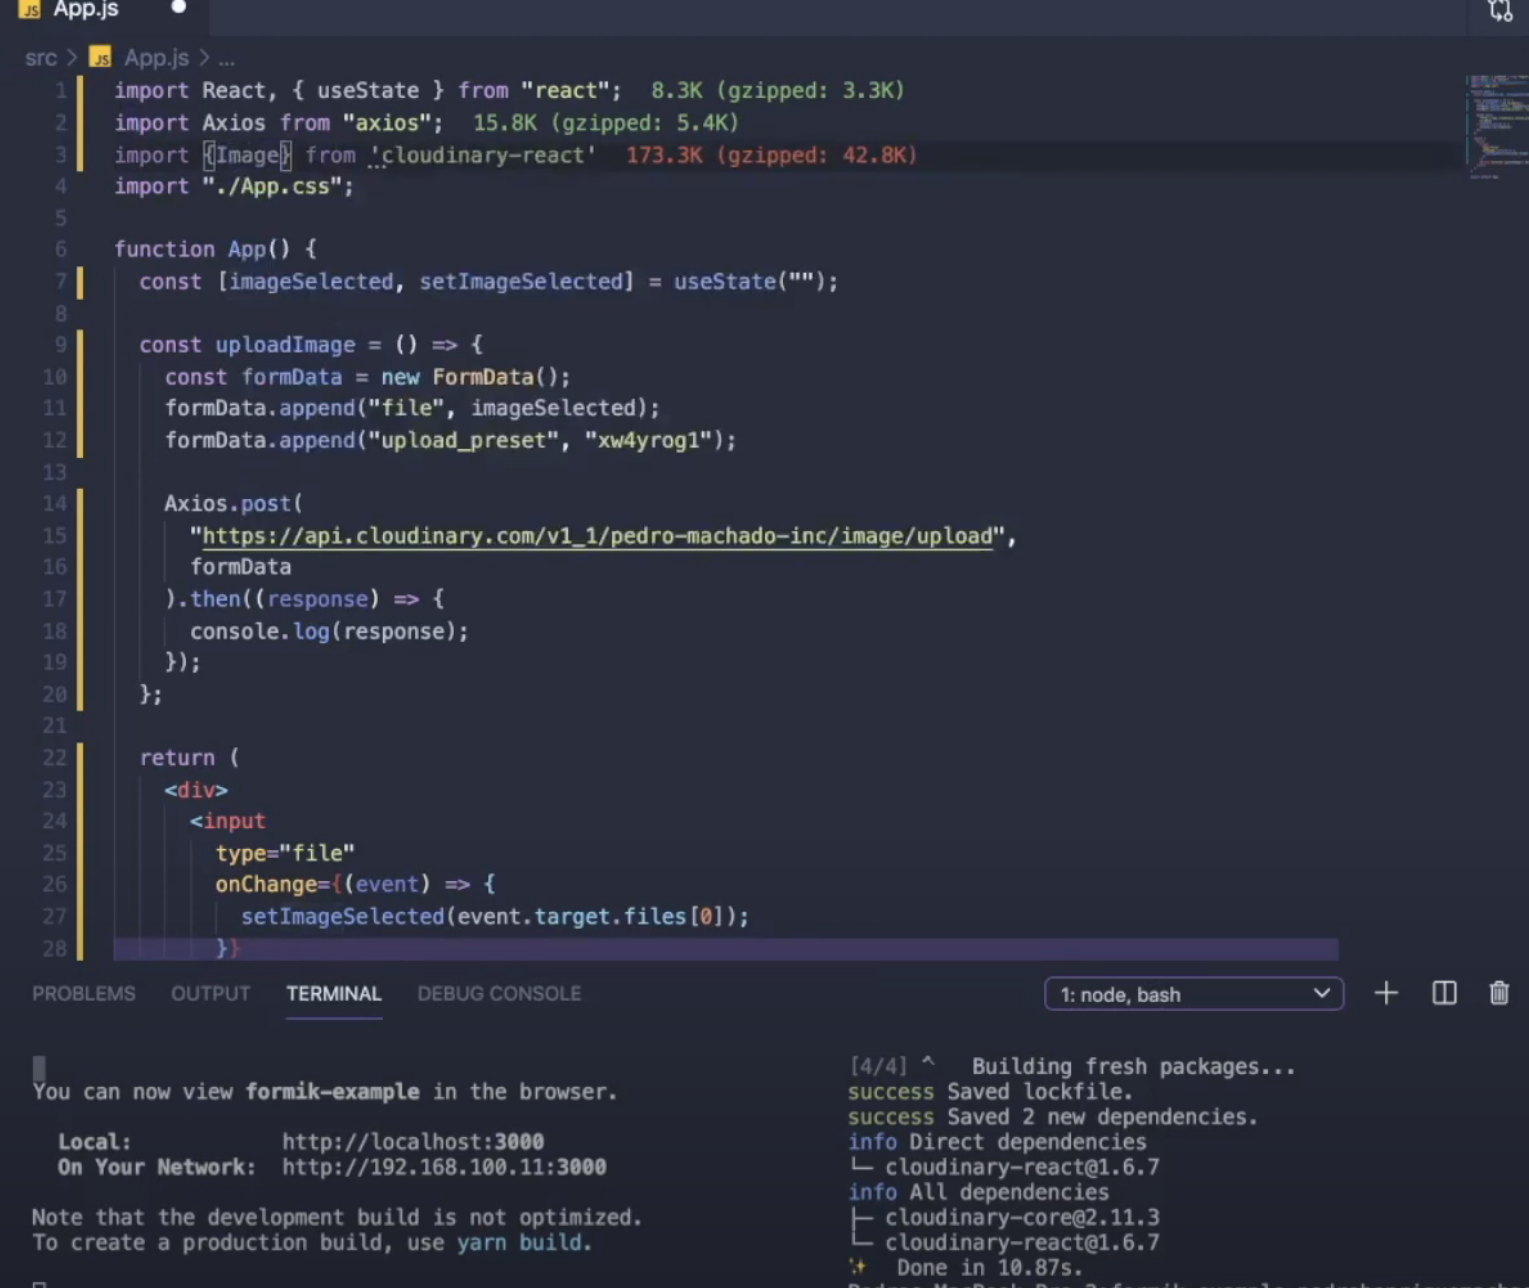 JS App.js
src > JS App.js > ...
1 import React, { useState } from "react"; 8.3K (gzipped: 3.3K)
2 import Axios from "axios"; 15.8K (gzipped: 5.4K)
3 import {Image} from 'cloudinary-react' 173.3K (gzipped: 42.8K)
4 import "./App.css";
5
6 function App() {
7 const [imageSelected, setImageSelected] = useState("");
8
9 const uploadImage = () => {
10 const formData = new FormData();
11 formData.append("file", imageSelected);
12 formData.append("upload_preset", "xw4yrog1");
13
14 Axios.post(
15 "https://api.cloudinary.com/v1_1/pedro-machado-inc/image/upload",
16 formData
17 ).then((response) => {
18 console.log(response);
19 });
20 };
21
22 return (
23 <div>
24 <input
25 type="file"
26 onChange={(event) => {
27 setImageSelected(event.target.files[0]);
28 }}
PROBLEMS OUTPUT TERMINAL DEBUG CONSOLE 1: node, bash
You can now view formik-example in the browser.
Local: http://localhost:3000
On Your Network: http://192.168.100.11:3000
Note that the development build is not optimized.
To create a production build, use yarn build.
[4/4] ^ Building fresh packages...
success Saved lockfile.
success Saved 2 new dependencies.
info Direct dependencies
└─ cloudinary-react@1.6.7
info All dependencies
├─ cloudinary-core@2.11.3
└─ cloudinary-react@1.6.7
✨ Done in 10.87s.